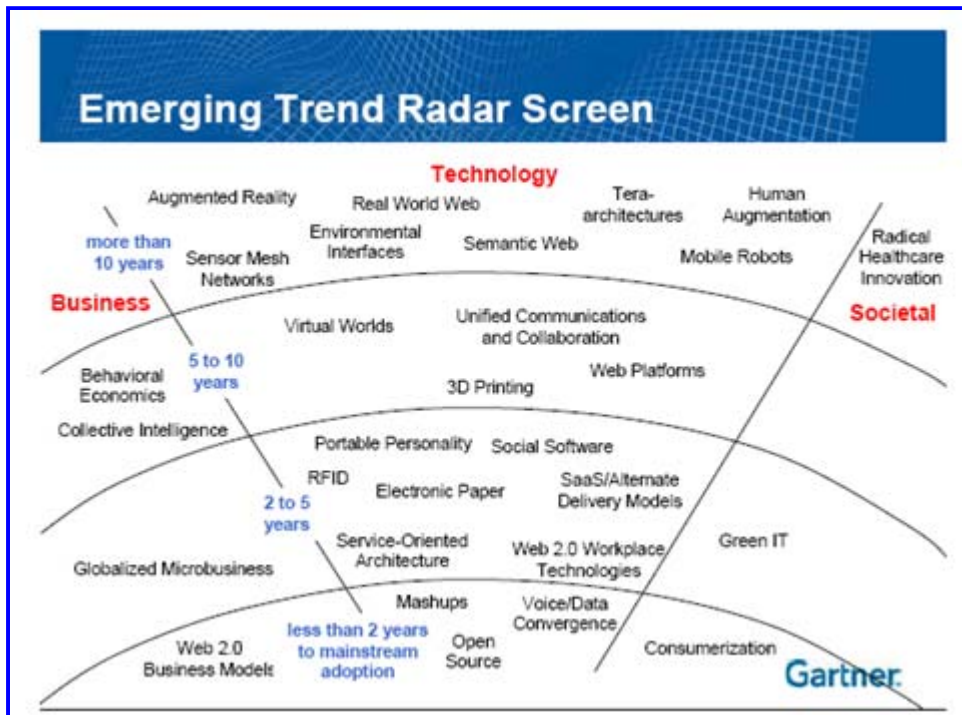 Emerging Trend Radar Screen
Technology
Augmented Reality
Real World Web
Tera-
architectures
Human
Augmentation
more than
10 years
Sensor Mesh
Networks
Environmental
Interfaces
Semantic Web
Mobile Robots
Radical
Healthcare
Innovation
Business
Societal
Virtual Worlds
Unified Communications
and Collaboration
5 to 10
years
Behavioral
Economics
Web Platforms
3D Printing
Collective Intelligence
Portable Personality
Social Software
RFID
Electronic Paper
SaaS/Alternate
Delivery Models
2 to 5
years
Service-Oriented
Architecture
Web 2.0 Workplace
Technologies
Green IT
Globalized Microbusiness
Mashups
Voice/Data
Convergence
less than 2 years
to mainstream
adoption
Web 2.0
Business Models
Open
Source
Consumerization
Gartner